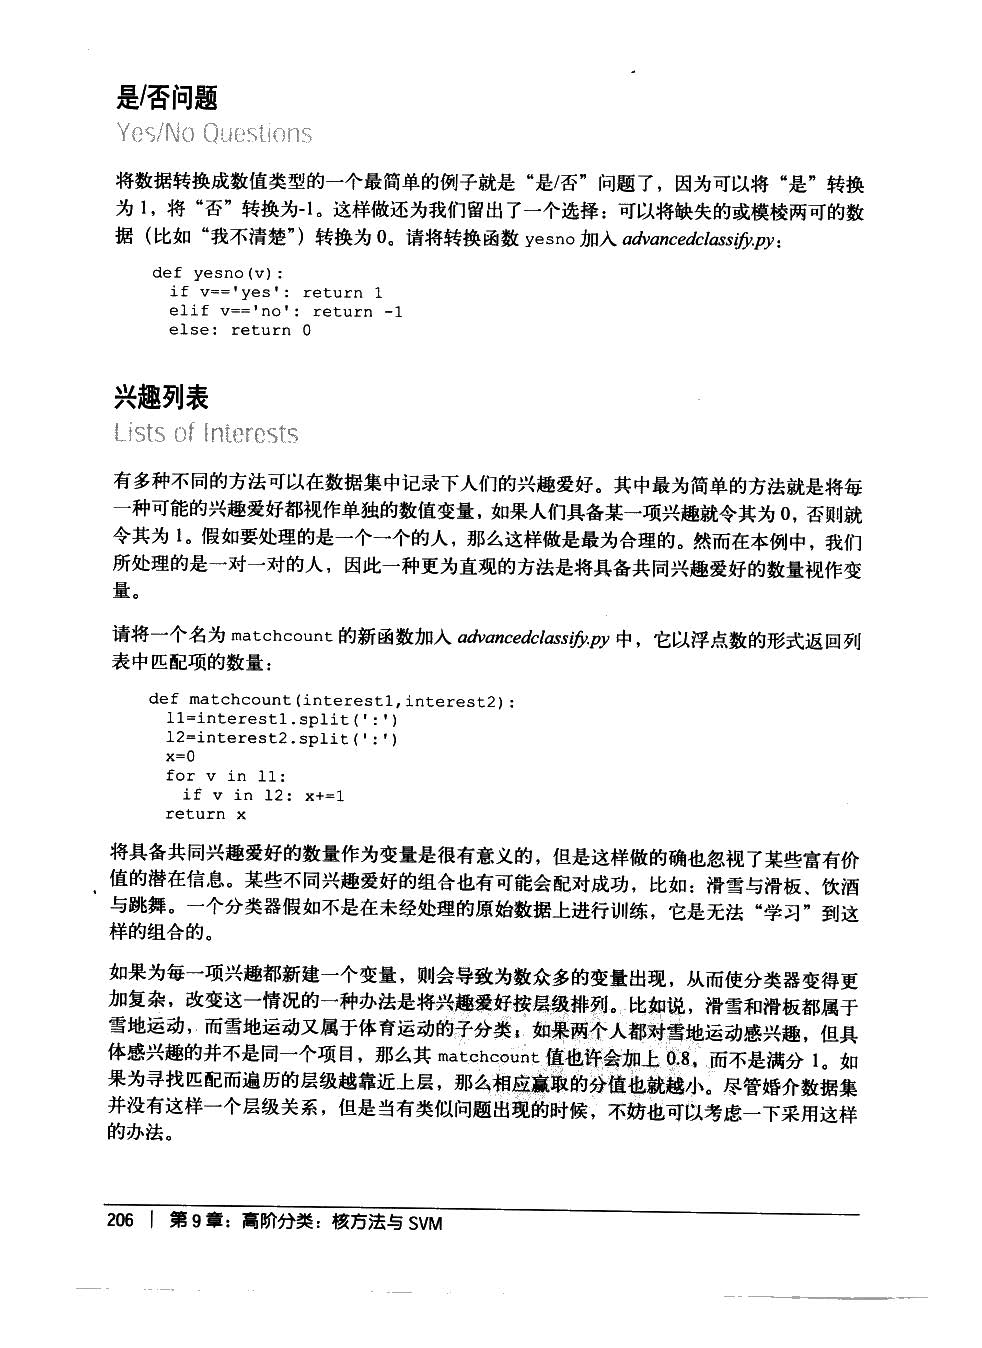 是/否问题
Yes/No Questions
将数据转换成数值类型的一个最简单的例子就是“是/否”问题了，因为可以将“是”转换
为 1，将“否”转换为-1。这样做还为我们留出了一个选择：可以将缺失的或模棱两可的数
据（比如“我不清楚”）转换为 0。请将转换函数 yesno 加入 advancedclassify.py：
def yesno(v):
  if v=='yes': return 1
  elif v=='no': return -1
  else: return 0
兴趣列表
Lists of Interests
有多种不同的方法可以在数据集中记录下人们的兴趣爱好。其中最为简单的方法就是将每
一种可能的兴趣爱好都视作单独的数值变量，如果人们具备某一项兴趣就令其为 0，否则就
令其为 1。假如要处理的是一个一个的人，那么这样做是最为合理的。然而在本例中，我们
所处理的是一对一对的人，因此一种更为直观的方法是将具备共同兴趣爱好的数量视作变
量。
请将一个名为 matchcount 的新函数加入 advancedclassify.py 中，它以浮点数的形式返回列
表中匹配项的数量：
def matchcount(interest1,interest2):
  l1=interest1.split(':')
  l2=interest2.split(':')
  x=0
  for v in l1:
    if v in l2: x+=1
  return x
将具备共同兴趣爱好的数量作为变量是很有意义的，但是这样做的确也忽视了某些富有价
值的潜在信息。某些不同兴趣爱好的组合也有可能会配对成功，比如：滑雪与滑板、饮酒
与跳舞。一个分类器假如不是在未经处理的原始数据上进行训练，它是无法“学习”到这
样的组合的。
如果为每一项兴趣都新建一个变量，则会导致为数众多的变量出现，从而使分类器变得更
加复杂，改变这一情况的一种办法是将兴趣爱好按层级排列。比如说，滑雪和滑板都属于
雪地运动，而雪地运动又属于体育运动的子分类；如果两个人都对雪地运动感兴趣，但具
体感兴趣的并不是同一个项目，那么其 matchcount 值也许会加上 0.8，而不是满分 1。如
果为寻找匹配而遍历的层级越靠近上层，那么相应赢取的分值也就越小。尽管婚介数据集
并没有这样一个层级关系，但是当有类似问题出现的时候，不妨也可以考虑一下采用这样
的办法。
206 | 第 9 章：高阶分类：核方法与 SVM